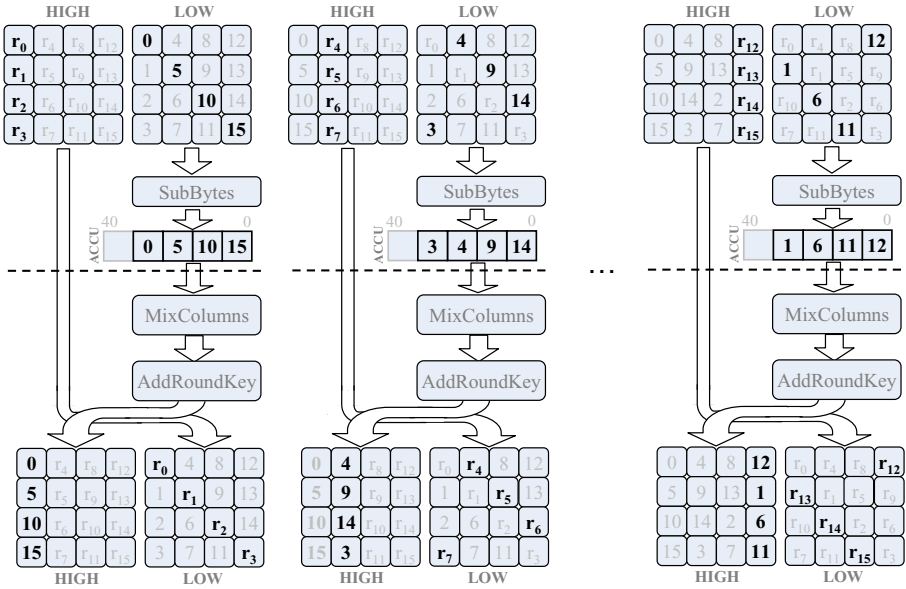 HIGH LOW HIGH LOW HIGH LOW
r0 r4 r8 r12 0 4 8 12 0 r4 r8 r12 r0 4 8 12 0 4 8 r12 r0 r4 r8 12
r1 r5 r9 r13 1 5 9 13 5 r5 r9 r13 1 r1 9 13 5 9 13 r13 1 r1 r5 r9
r2 r6 r10 r14 2 6 10 14 10 r6 r10 r14 2 6 r2 14 10 14 2 r14 r10 6 r2 r6
r3 r7 r11 r15 3 7 11 15 15 r7 r11 r15 3 7 11 r3 15 3 7 r15 r7 r11 11 r3
SubBytes SubBytes SubBytes
40 0 40 0 40 0
ACCU 0 5 10 15 ACCU 3 4 9 14 ACCU 1 6 11 12
...
MixColumns MixColumns MixColumns
AddRoundKey AddRoundKey AddRoundKey
0 r4 r8 r12 r0 4 8 12 0 4 r8 r12 r0 r4 8 12 0 4 8 12 r0 r4 r8 r12
5 r5 r9 r13 1 r1 9 13 5 9 r9 r13 1 r1 r5 13 5 9 13 1 r13 r1 r5 r9
10 r6 r10 r14 2 6 r2 14 10 14 r10 r14 2 6 r2 r6 10 14 2 6 r10 r14 r2 r6
15 r7 r11 r15 3 7 11 r3 15 3 r11 r15 r7 7 11 r3 15 3 7 11 r7 r11 r15 r3
HIGH LOW HIGH LOW HIGH LOW